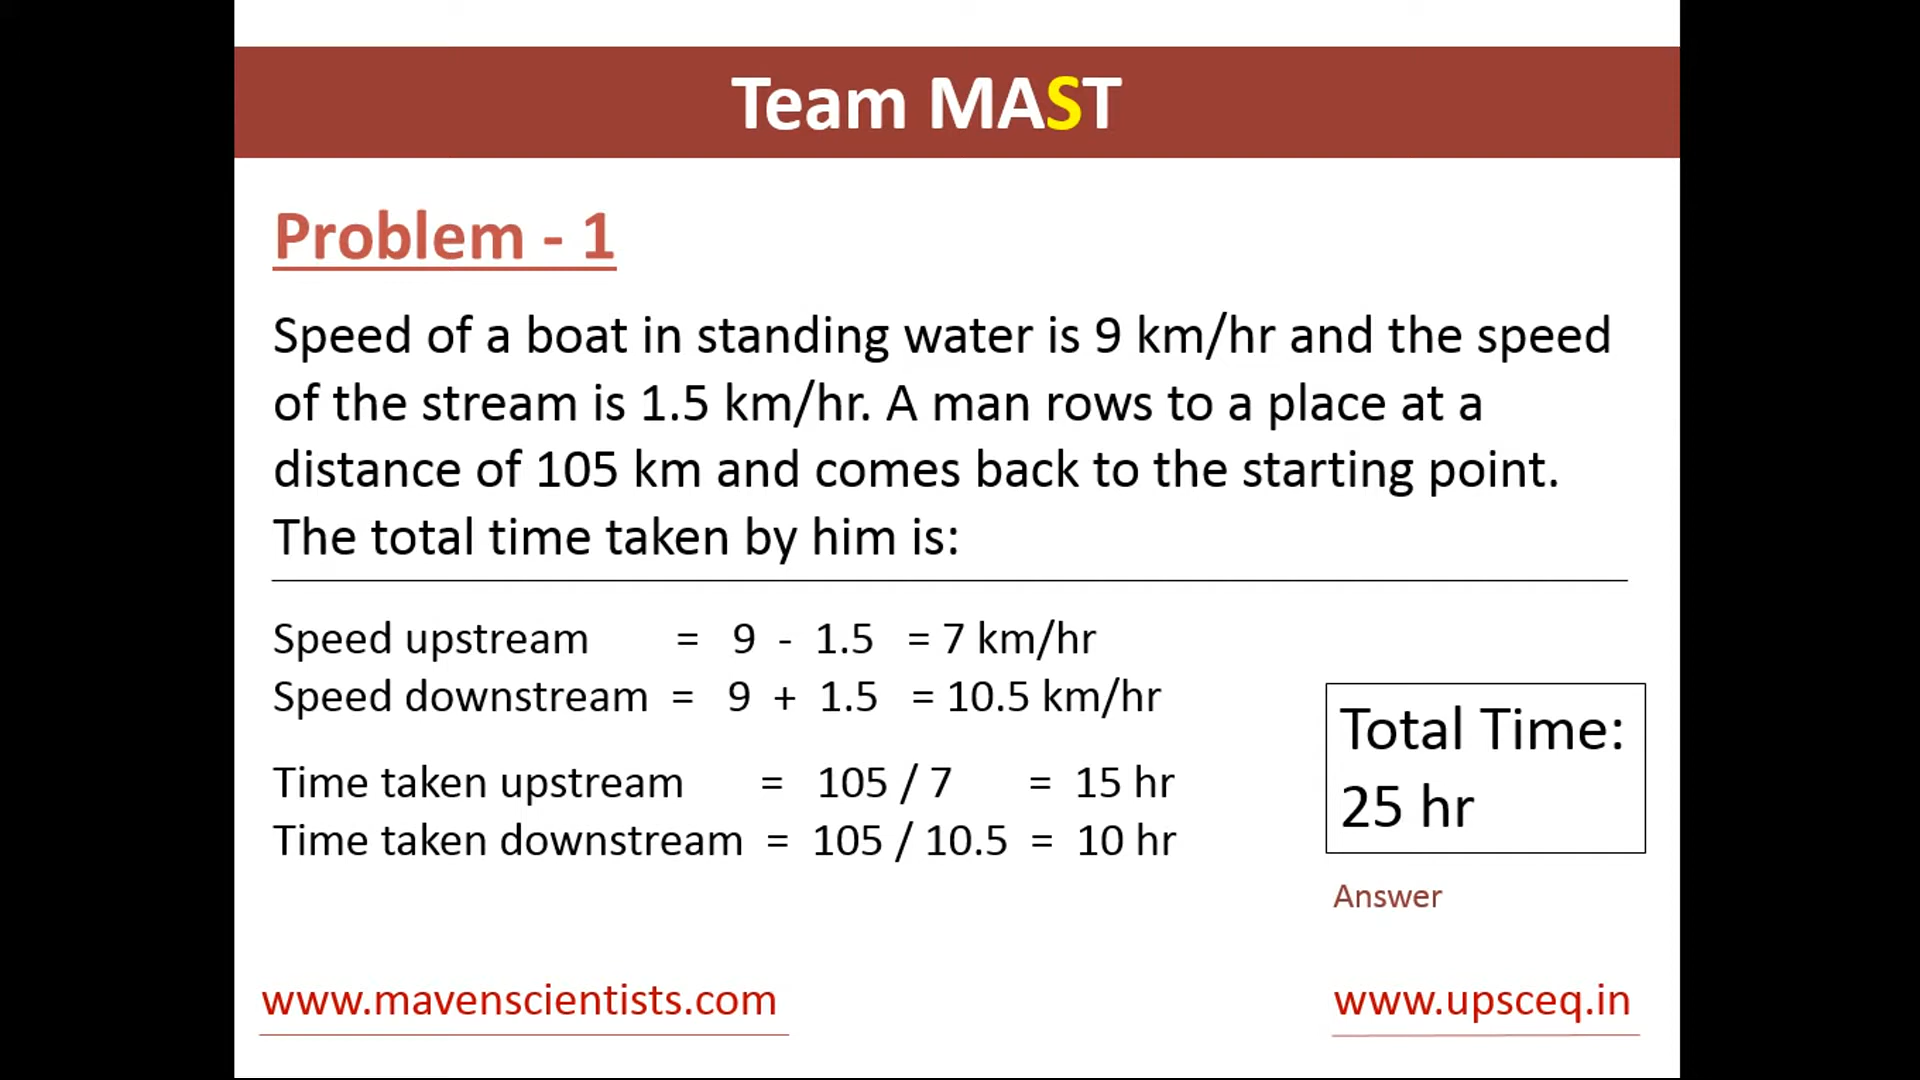 Team MAST
Problem - 1
Speed of a boat in standing water is 9 km/hr and the speed
of the stream is 1.5 km/hr. A man rows to a place at a
distance of 105 km and comes back to the starting point.
The total time taken by him is:
Speed upstream = 9 - 1.5 = 7 km/hr
Speed downstream = 9 + 1.5 = 10.5 km/hr
Time taken upstream = 105 / 7 = 15 hr
Time taken downstream = 105 / 10.5 = 10 hr
Total Time:
25 hr
Answer
www.mavenscientists.com
www.upsceq.in